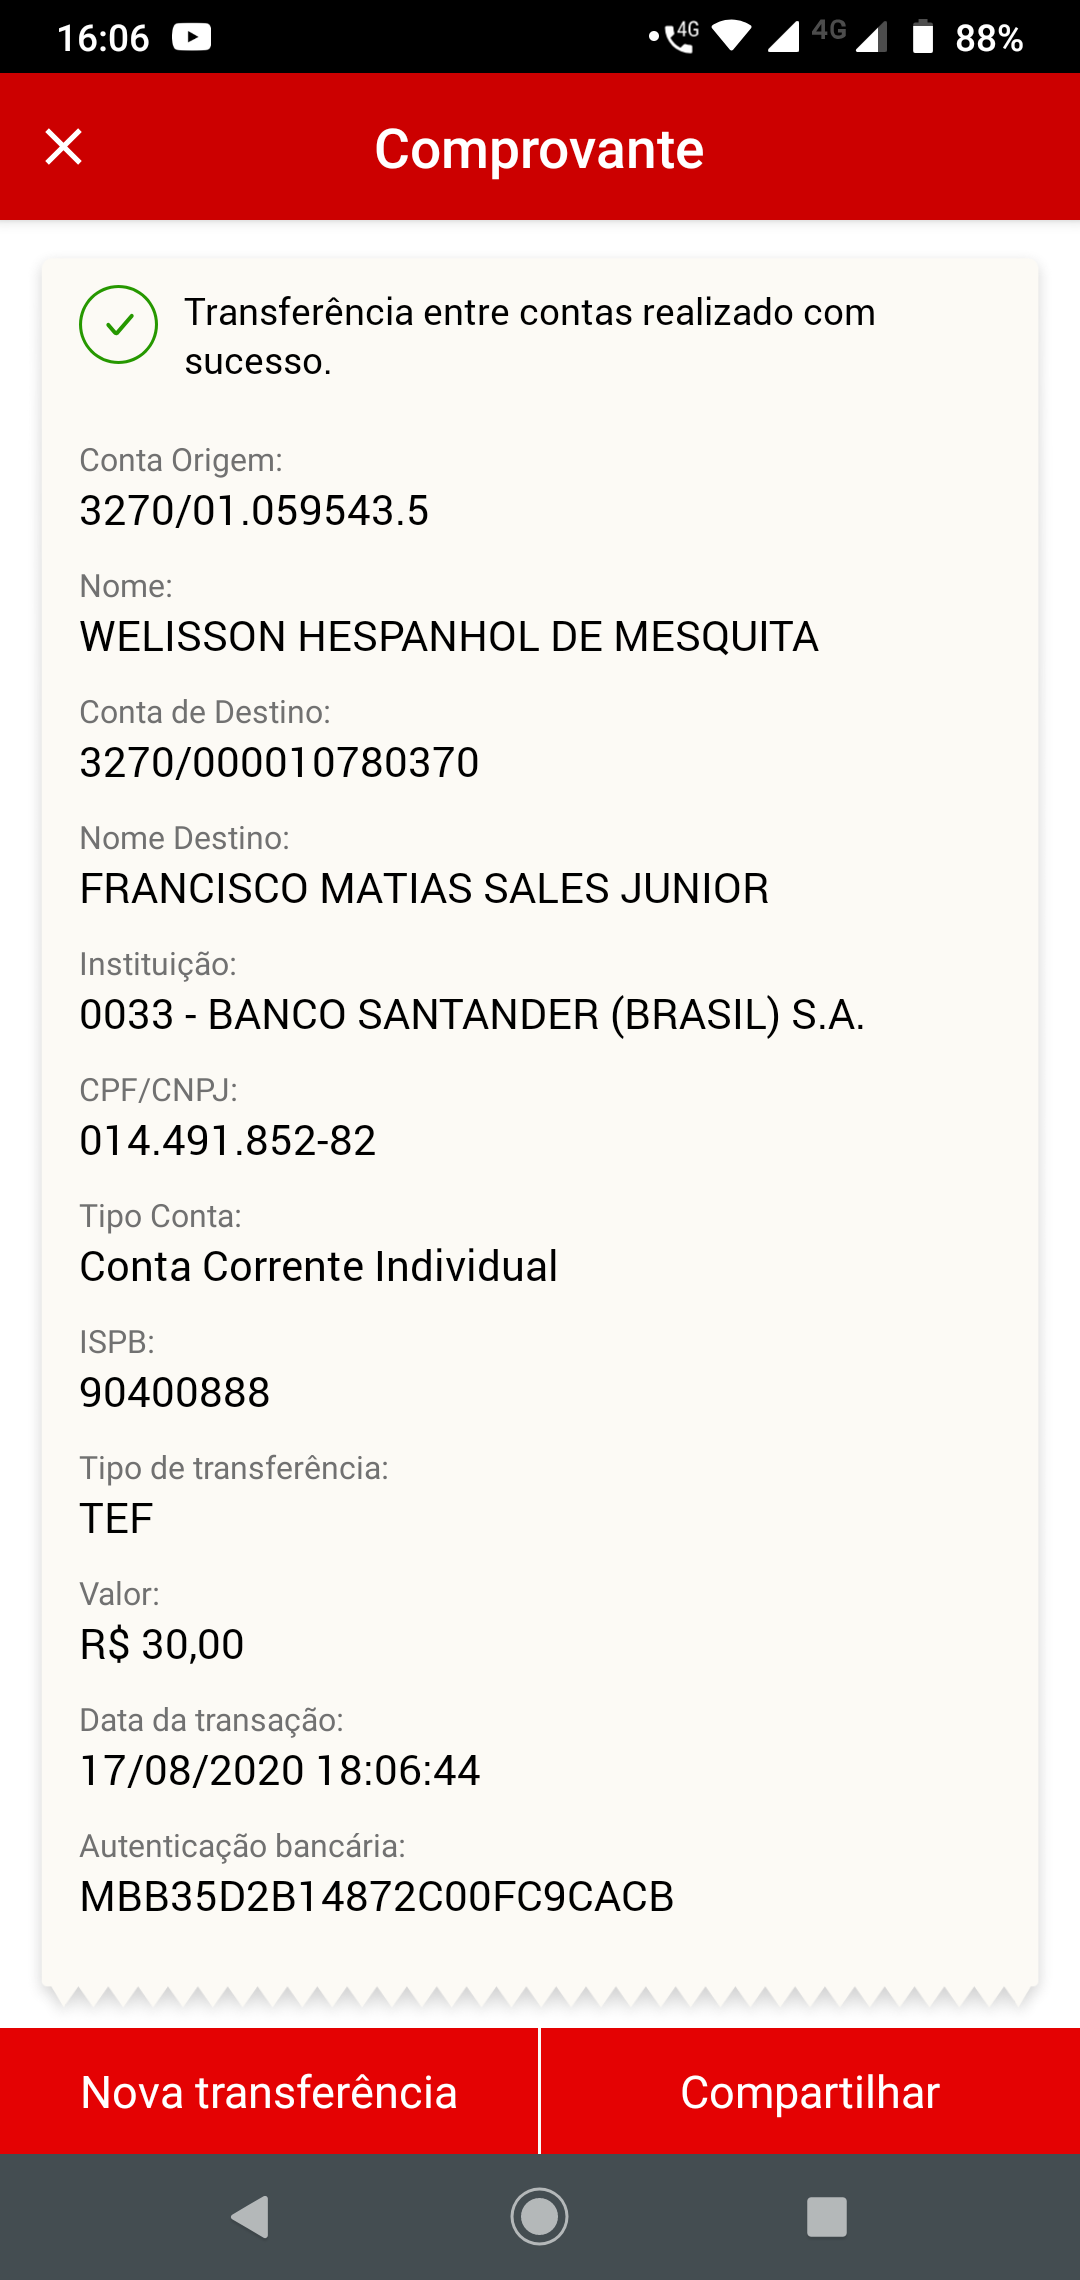 16:06
4G
4G
88%
Comprovante
Transferência entre contas realizado com
sucesso.
Conta Origem:
3270/01.059543.5
Nome:
WELISSON HESPANHOL DE MESQUITA
Conta de Destino:
3270/000010780370
Nome Destino:
FRANCISCO MATIAS SALES JUNIOR
Instituição:
0033 - BANCO SANTANDER (BRASIL) S.A.
CPF/CNPJ:
014.491.852-82
Tipo Conta:
Conta Corrente Individual
ISPB:
90400888
Tipo de transferência:
TEF
Valor:
R$ 30,00
Data da transação:
17/08/2020 18:06:44
Autenticação bancária:
MBB35D2B14872C00FC9CACB
Nova transferência
Compartilhar